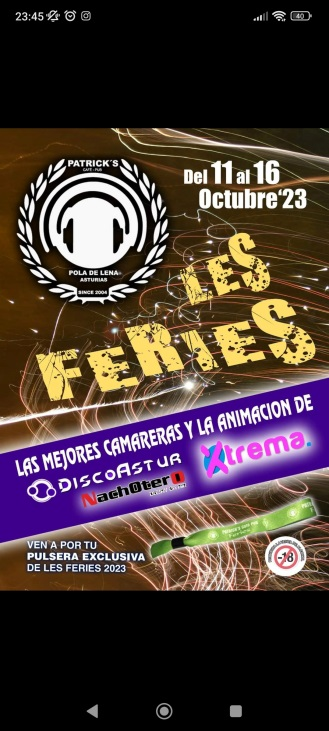 23:45
40
PATRICK´S
CAFE - PUB
POLA DE LENA
ASTURIAS
SINCE 2004
Del 11 al 16
Octubre'23
LES
FERIES
LAS MEJORES CAMARERAS Y LA ANIMACION DE
DISCOASTUR
NachOterO
Xtrema.
VEN A POR TU
PULSERA EXCLUSIVA
DE LES FERIES 2023
-18